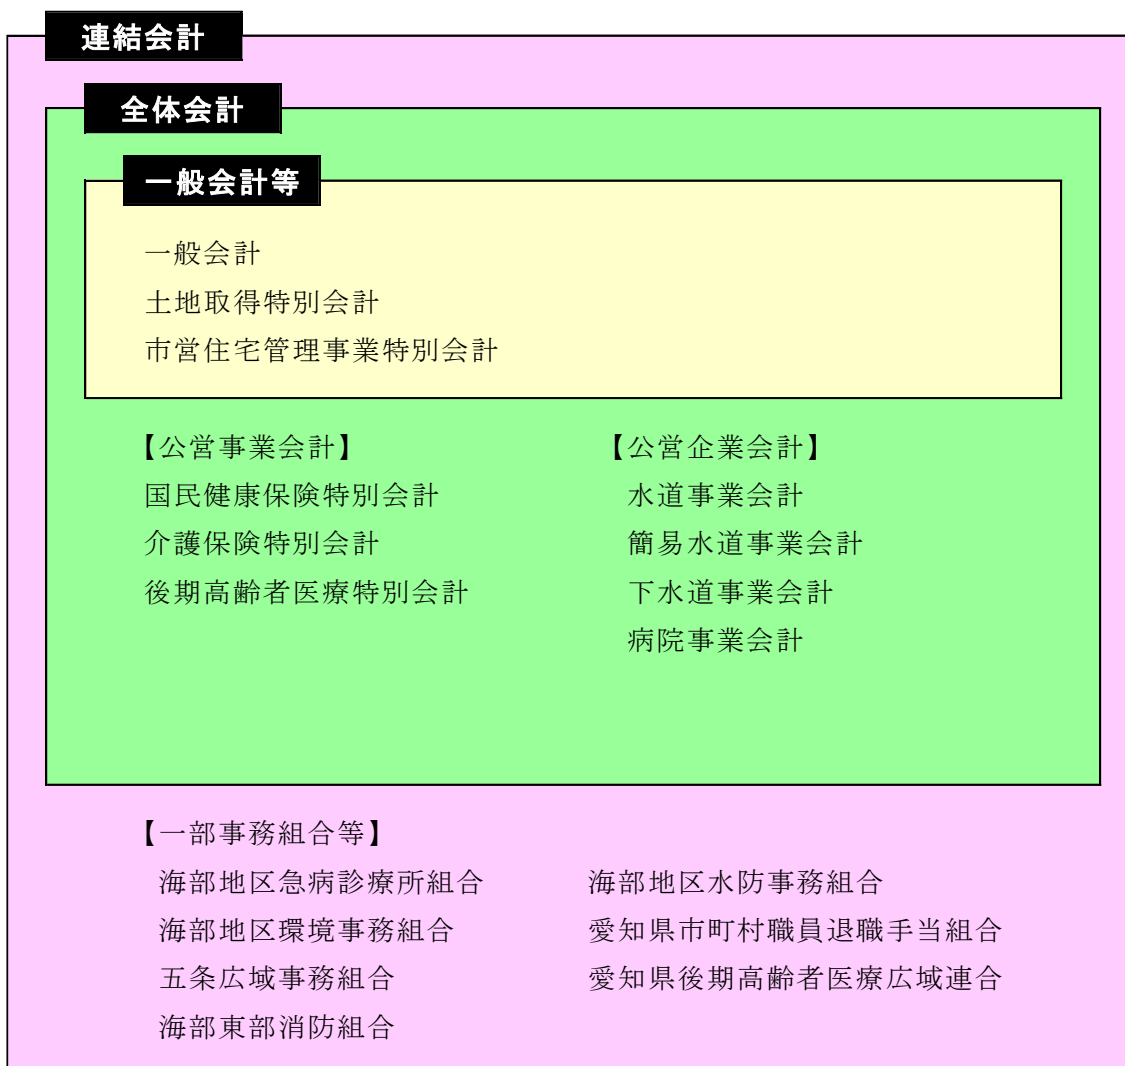 連結会計
全体会計
一般会計等
一般会計
土地取得特別会計
市営住宅管理事業特別会計
【公営事業会計】
国民健康保険特別会計
介護保険特別会計
後期高齢者医療特別会計
【公営企業会計】
水道事業会計
簡易水道事業会計
下水道事業会計
病院事業会計
【一部事務組合等】
海部地区急病診療所組合
海部地区環境事務組合
五条広域事務組合
海部東部消防組合
海部地区水防事務組合
愛知県市町村職員退職手当組合
愛知県後期高齢者医療広域連合